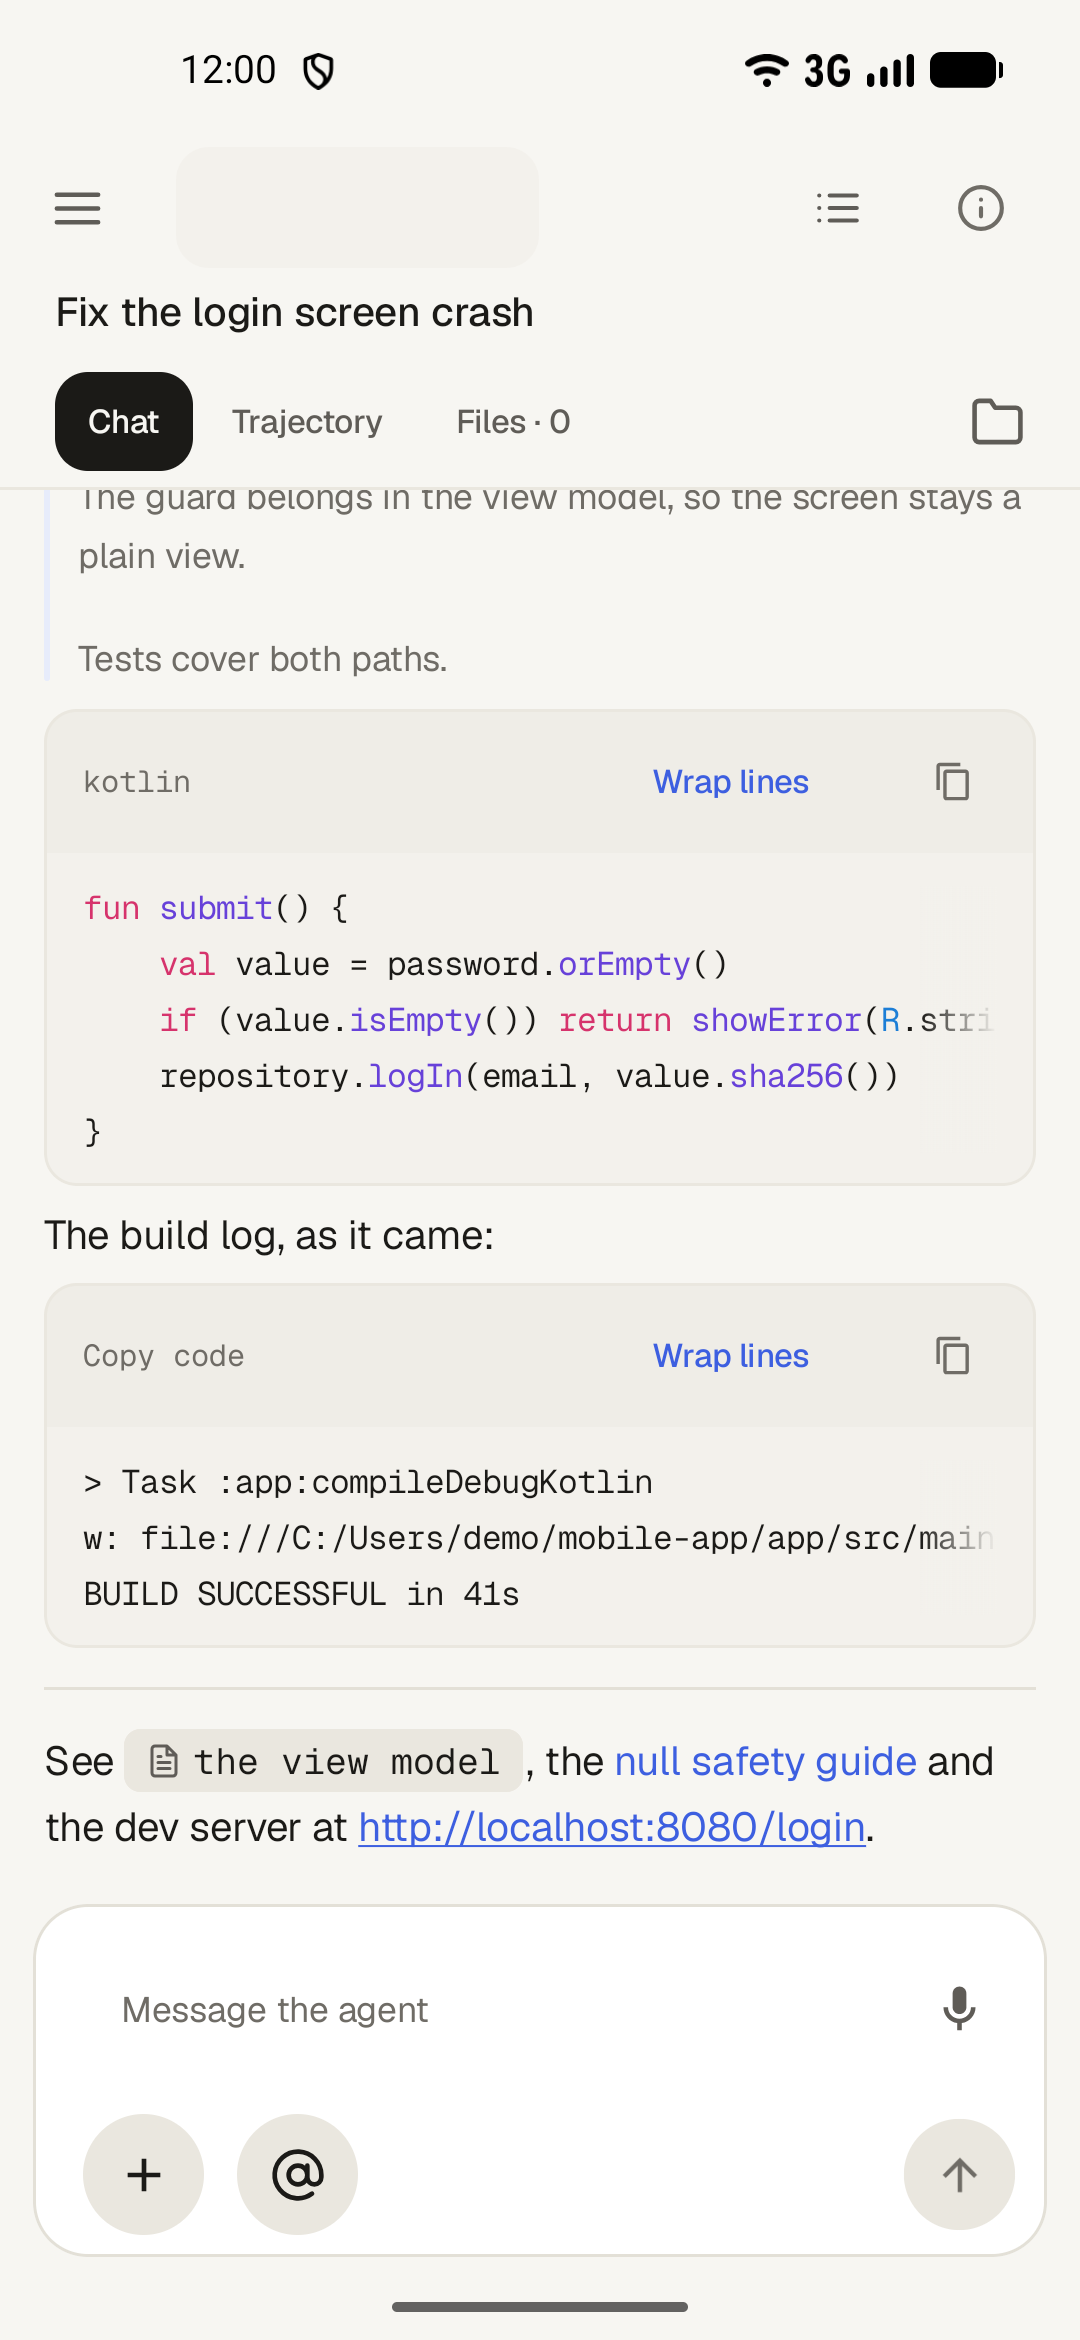 12:00
3G
Fix the login screen crash
Chat
Trajectory
Files · 0
The guard belongs in the view model, so the screen stays a
plain view.
Tests cover both paths.
kotlin
Wrap lines
fun submit() {
    val value = password.orEmpty()
    if (value.isEmpty()) return showError(R.stri
    repository.logIn(email, value.sha256())
}
The build log, as it came:
Copy code
Wrap lines
> Task :app:compileDebugKotlin
w: file:///C:/Users/demo/mobile-app/app/src/main
BUILD SUCCESSFUL in 41s
See the view model, the null safety guide and
the dev server at http://localhost:8080/login.
Message the agent